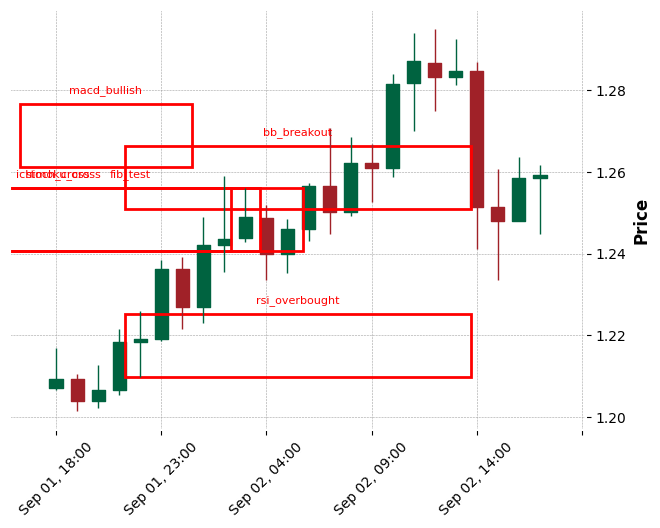 macd_bullish
bb_breakout
fib_test
rsi_overbought
1.28
1.26
1.24
1.22
1.20
Price
Sep 01, 18:00
Sep 01, 23:00
Sep 02, 04:00
Sep 02, 09:00
Sep 02, 14:00